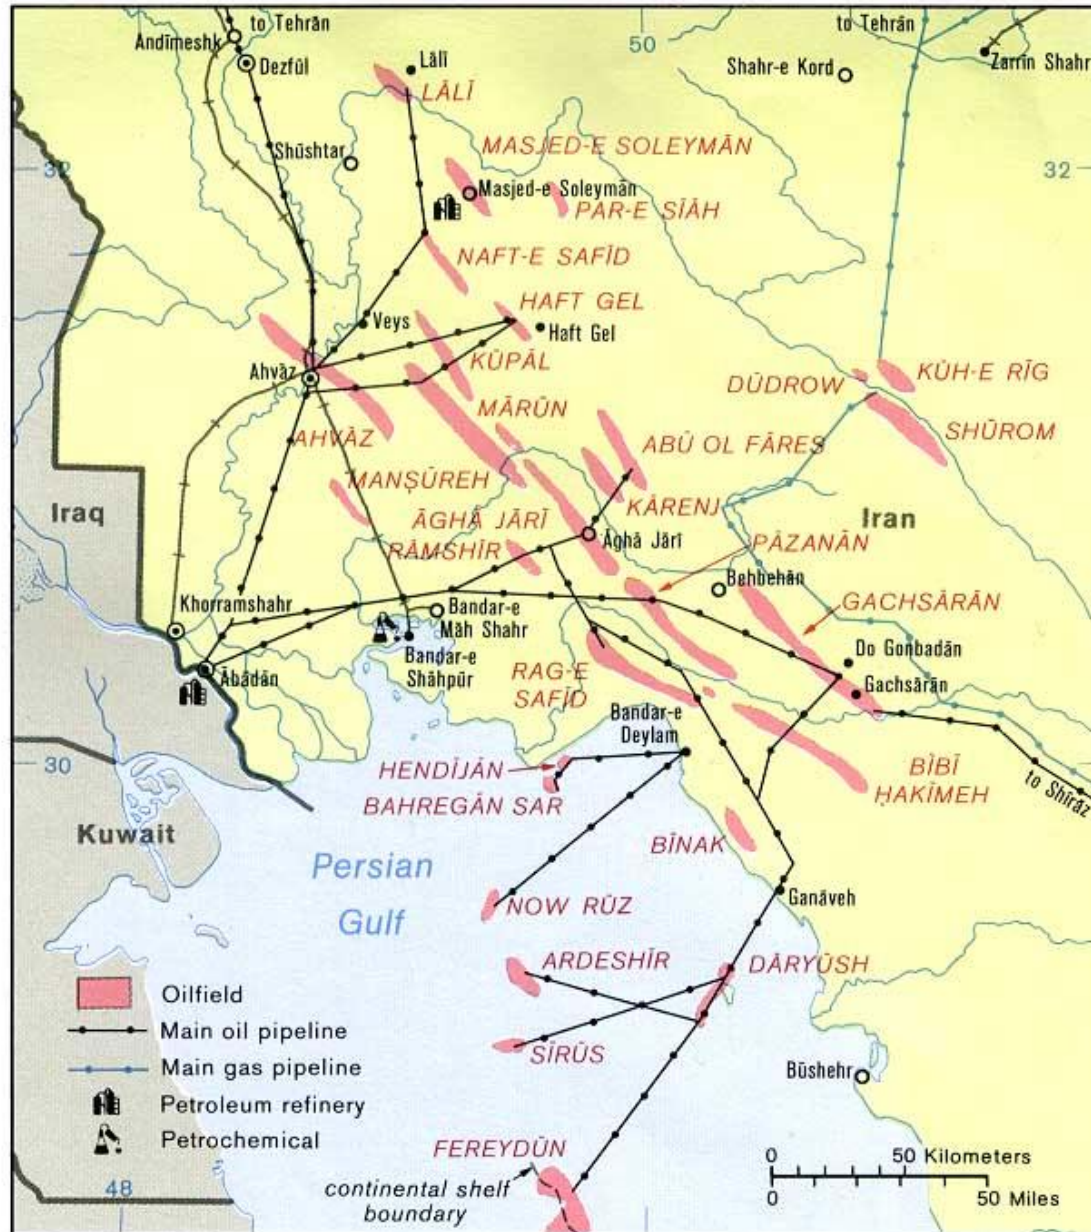 to Tehrān
50
to Tehrān
Andīmeshk
Dezfūl
Lālī
Shahr-e Kord
Zarrīn Shahr
LĀLĪ
Shūshtar
MASJED-E SOLEYMĀN
32
32
Masjed-e Soleymān
PAR-E SĪĀH
NAFT-E SAFĪD
HAFT GEL
Veys
Haft Gel
KŪPĀL
Ahvāz
DŪDROW
KŪH-E RĪG
MĀRŪN
AHVĀZ
ABŪ OL FĀRES
SHŪROM
MANṢŪREH
KĀRENJ
Iraq
ĀGHĀ JĀRĪ
Iran
RĀMSHĪR
Āghā Jārī
PĀZANĀN
Behbehān
Khorramshahr
Bandar-e
Māh Shahr
GACHSĀRĀN
Bandar-e
Shāhpūr
Do Gonbadān
Ābādān
RAG-E
SAFĪD
Gachsārān
Bandar-e
Deylam
30
30
HENDĪJĀN
BĪBĪ
ḤAKĪMEH
to Shīrāz
BAHREGĀN SAR
Kuwait
BĪNAK
Persian
Gulf
Ganāveh
NOW RŪZ
ARDESHĪR
DĀRYŪSH
Oilfield
Main oil pipeline
SĪRŪS
Main gas pipeline
Būshehr
Petroleum refinery
Petrochemical
FEREYDŪN
0 50 Kilometers
continental shelf
boundary
0 50 Miles
48
50